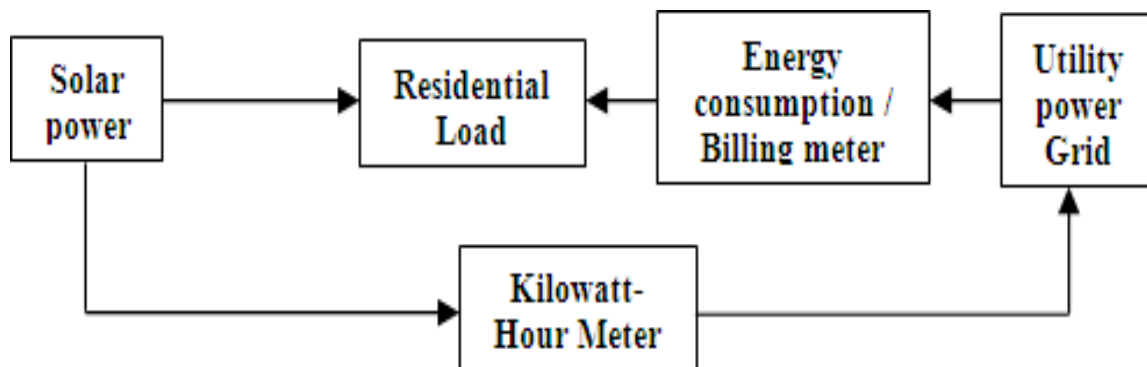 Solar
power
Residential
Load
Energy
consumption /
Billing meter
Utility
power
Grid
Kilowatt-
Hour Meter